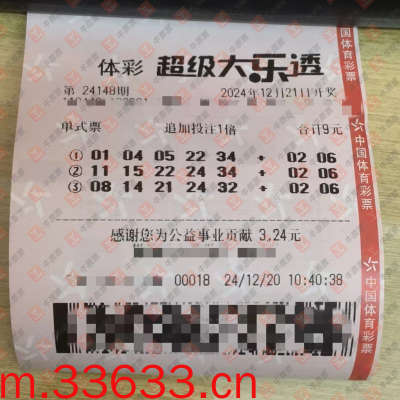 体彩 超级大乐透
第 24148期 2024年12月21日开奖
单式票 追加投注1倍 合计9元
① 01 04 05 22 34 + 02 06
② 11 15 22 24 34 + 02 06
③ 08 14 21 24 32 + 02 06
感谢您为公益事业贡献 3.24元
00018 24/12/20 10:40:38
国体育彩票
中国体育彩票
中国体育彩票
m.33633.cn